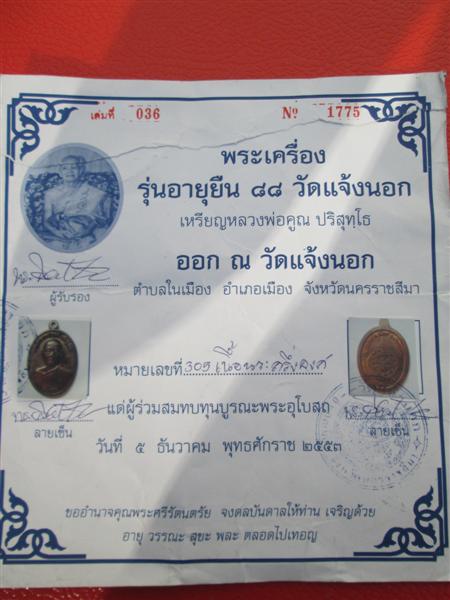 เล่มที่ 036
Nº 1775
พระเครื่อง
รุ่นอายุยืน ๘๘ วัดแจ้งนอก
เหรียญหลวงพ่อคูณ ปริสุทฺโธ
ออก ณ วัดแจ้งนอก
ผู้รับรอง
ตำบลในเมือง อำเภอเมือง จังหวัดนครราชสีมา
หมายเลขที่ 309
แด่ผู้ร่วมสมทบทุนบูรณะพระอุโบสถ
ลายเซ็น
ลายเซ็น
วันที่ ๕ ธันวาคม พุทธศักราช ๒๕๕๓
ขออำนาจคุณพระศรีรัตนตรัย จงดลบันดาลให้ท่าน เจริญด้วย
อายุ วรรณะ สุขะ พละ ตลอดไปเทอญ